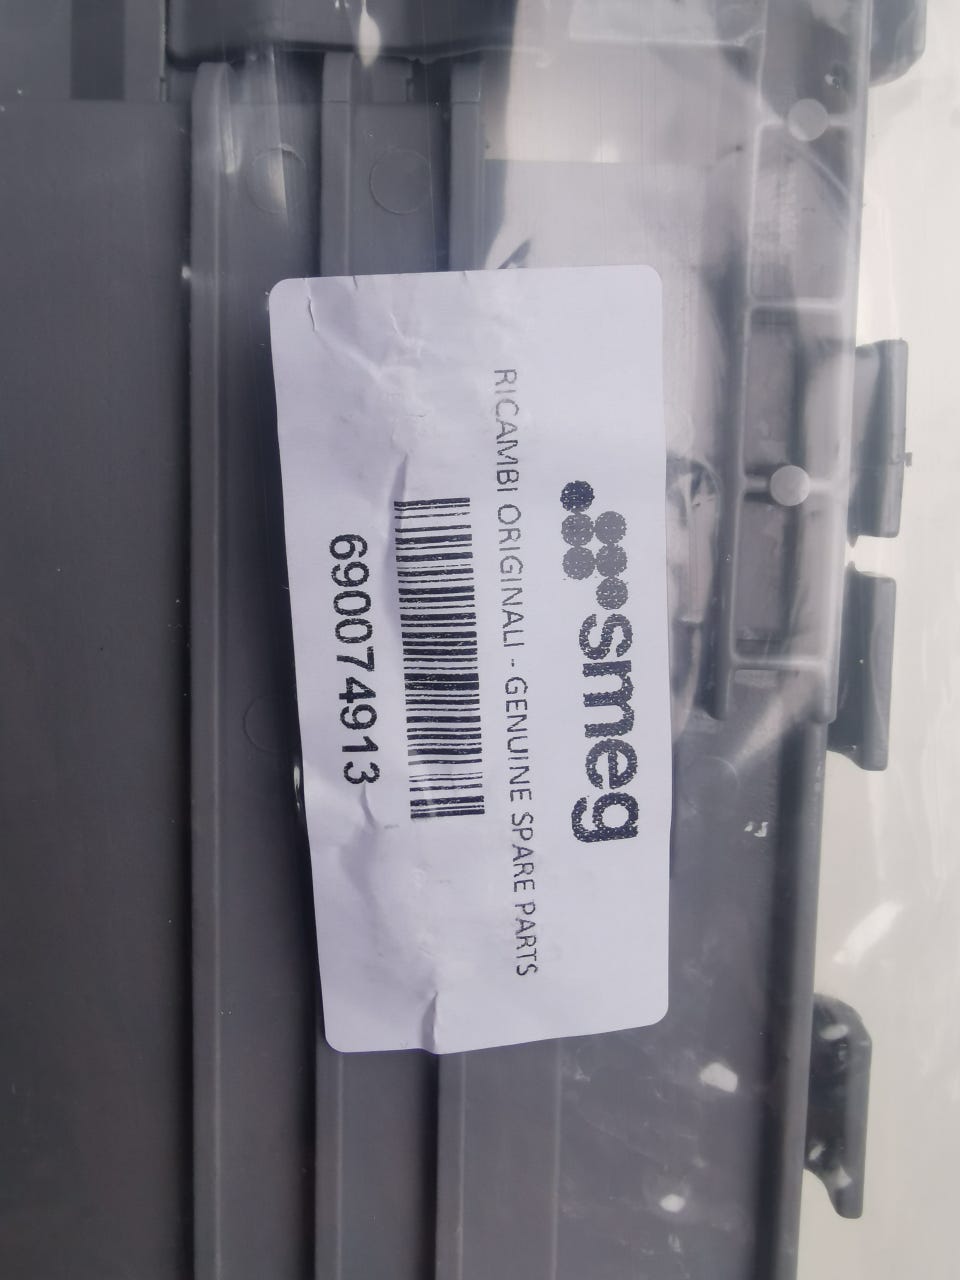 smeg
RICAMBI ORIGINALI - GENUINE SPARE PARTS
690074913